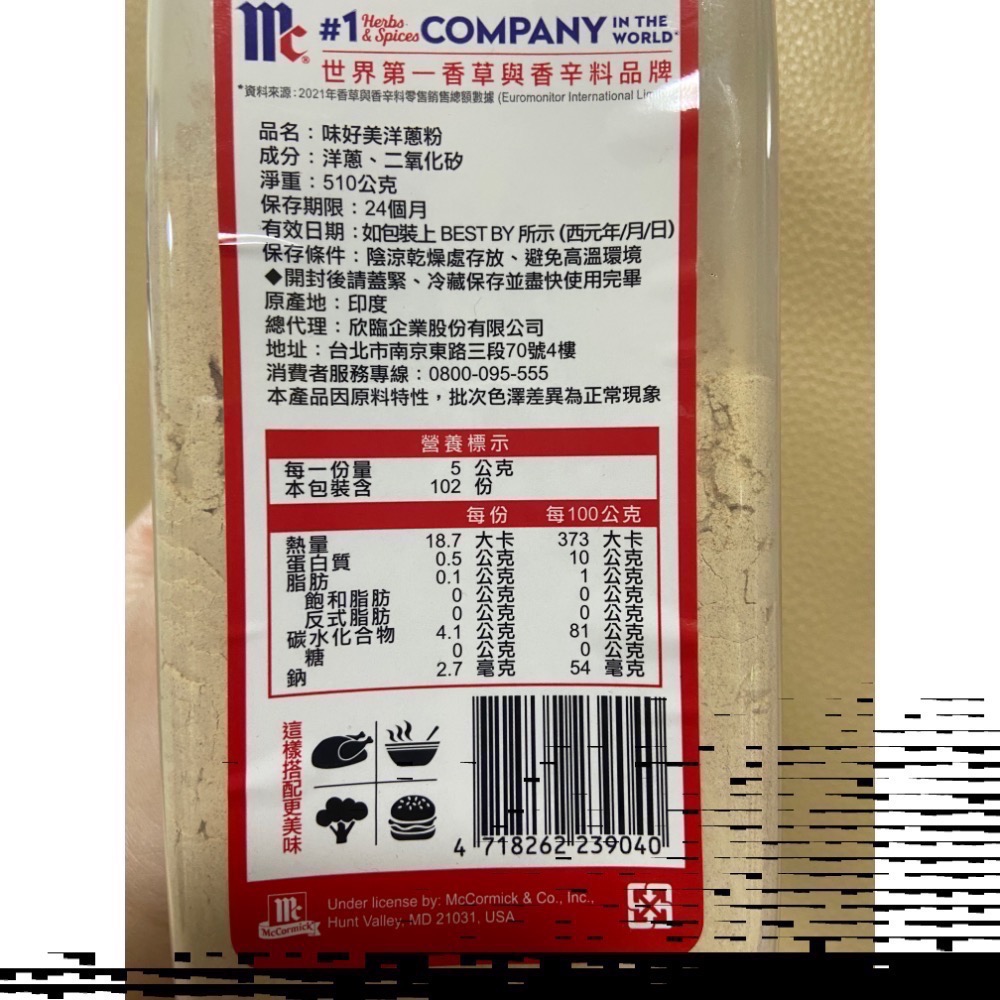 Mc® #1 Herbs & Spices COMPANY IN THE WORLD*
世界第一香草與香辛料品牌
*資料來源:2021年香草與香辛料零售銷售總額數據 (Euromonitor International
品名：味好美洋蔥粉
成分：洋蔥、二氧化矽
淨重：510公克
保存期限：24個月
有效日期：如包裝上 BEST BY 所示 (西元年/月/日)
保存條件：陰涼乾燥處存放、避免高溫環境
◆開封後請蓋緊、冷藏保存並盡快使用完畢
原產地：印度
總代理：欣臨企業股份有限公司
地址：台北市南京東路三段70號4樓
消費者服務專線：0800-095-555
本產品因原料特性，批次色澤差異為正常現象
營養標示
每一份量 5 公克
本包裝含 102 份
每份 每100公克
熱量 18.7 大卡 373 大卡
蛋白質 0.5 公克 10 公克
脂肪 0.1 公克 1 公克
飽和脂肪 0 公克 0 公克
反式脂肪 0 公克 0 公克
碳水化合物 4.1 公克 81 公克
糖 0 公克 0 公克
鈉 2.7 毫克 54 毫克
這樣搭配更美味
4 718262 239040
Mc McCormick
Under license by: McCormick & Co., Inc.,
Hunt Valley, MD 21031, USA